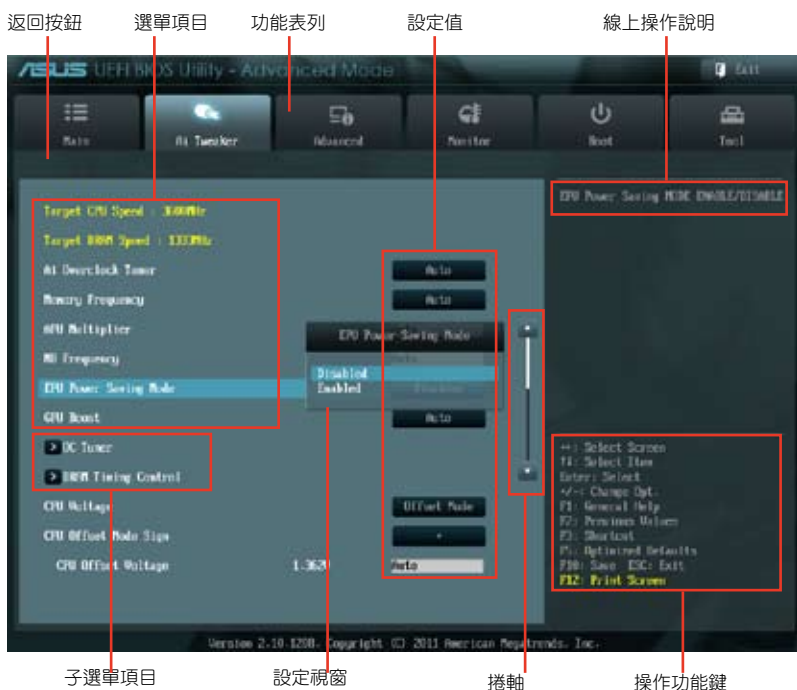 返回按鈕 選單項目 功能表列 設定值 線上操作說明
ASUS UEFI BIOS Utility - Advanced Mode Exit
Main Ai Tweaker Advanced Monitor Boot Tool
EPU Power Saving MODE ENABLE/DISABLE
Target CPU Speed : 3600MHz
Target DRAM Speed : 1333MHz
Ai Overclock Tuner Auto
Memory Frequency Auto
APU Multiplier
EPU Power Saving Mode
NB Frequency
Disabled
Enabled
EPU Power Saving Mode
GPU Boost Auto
OC Tuner
DRAM Timing Control
CPU Voltage Offset Mode
CPU Offset Mode Sign
CPU Offset Voltage Auto
: Select Screen
: Select Item
Enter: Select
+/-: Change Opt.
F1: General Help
F2: Previous Values
F3: Shortcut
F5: Optimized Defaults
F10: Save ESC: Exit
F12: Print Screen
Version 2.10.1208. Copyright (C) 2011 American Megatrends, Inc.
子選單項目 設定視窗 捲軸 操作功能鍵